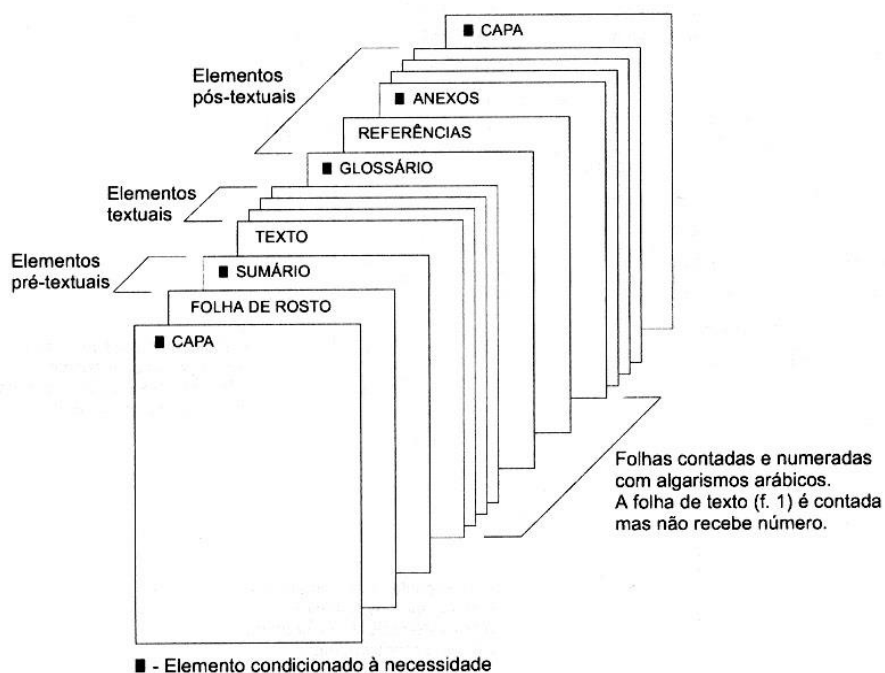 ■ CAPA
Elementos
pós-textuais
■ ANEXOS
REFERÊNCIAS
■ GLOSSÁRIO
Elementos
textuais
TEXTO
Elementos
pré-textuais
■ SUMÁRIO
FOLHA DE ROSTO
■ CAPA
Folhas contadas e numeradas
com algarismos arábicos.
A folha de texto (f. 1) é contada
mas não recebe número.
■ - Elemento condicionado à necessidade